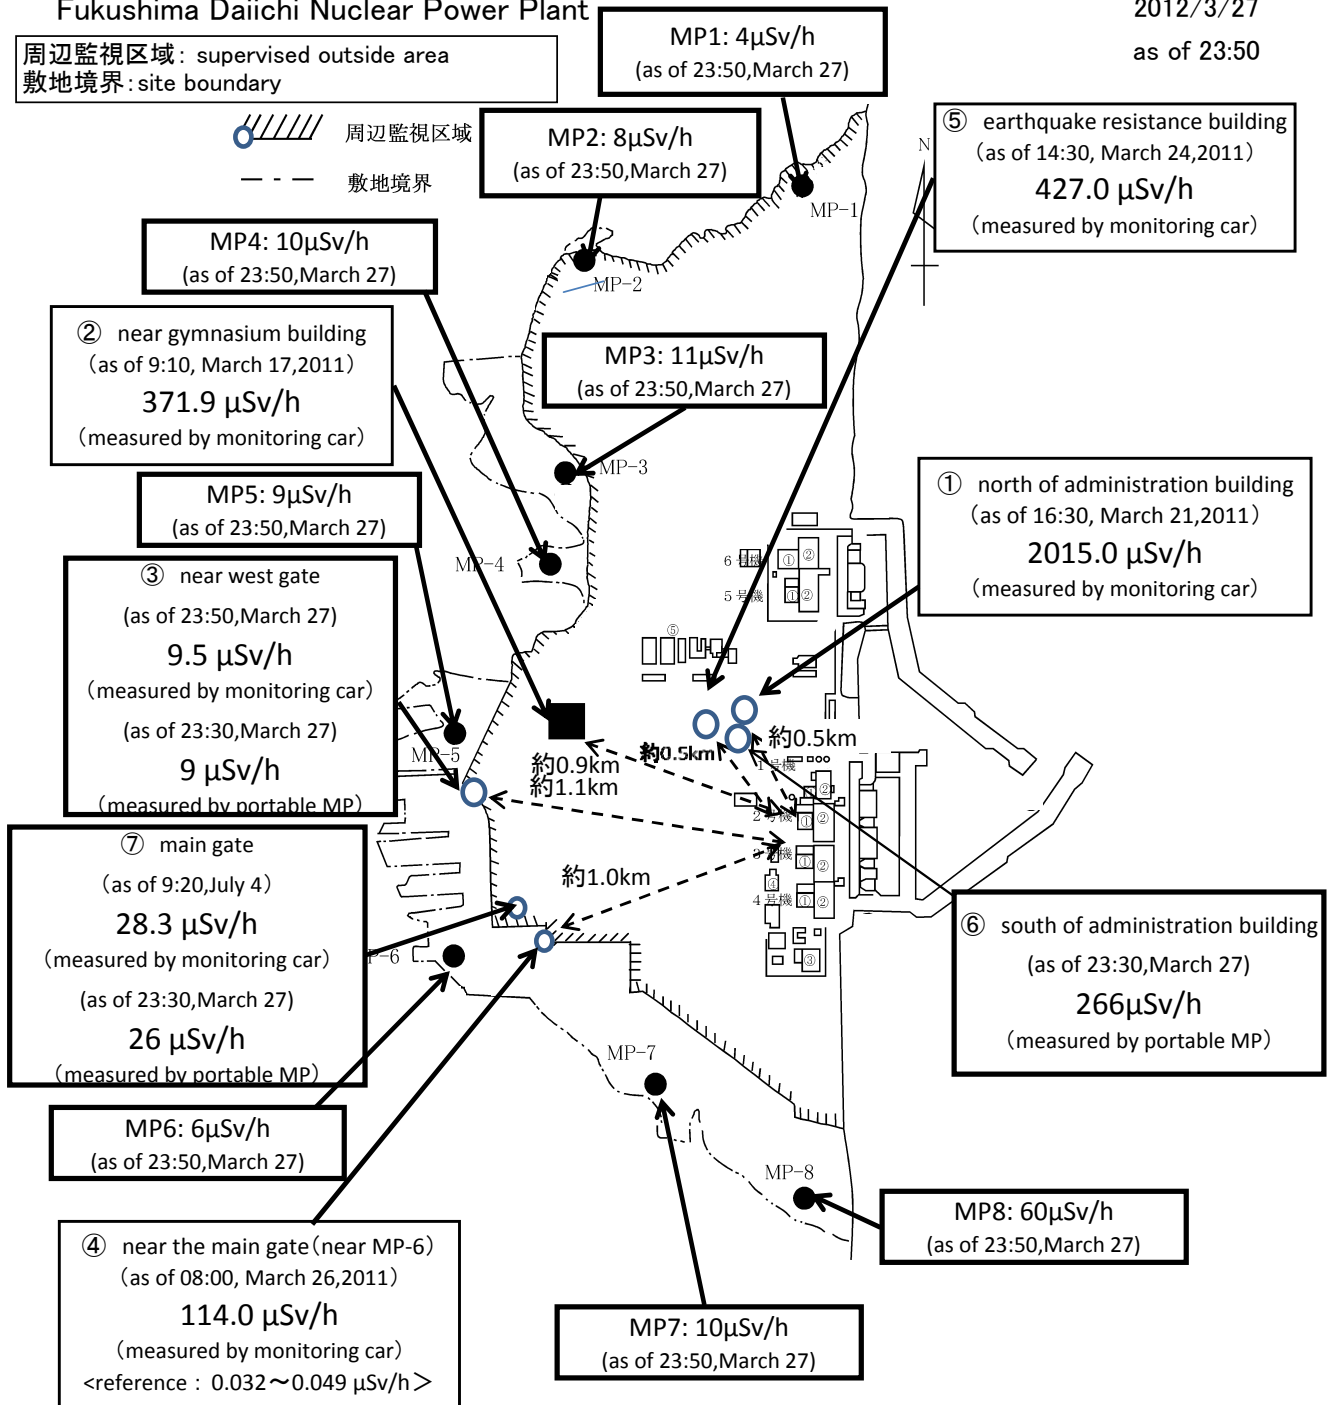 Fukushima Daiichi Nuclear Power Plant
2012/3/27
as of 23:50
周辺監視区域: supervised outside area
敷地境界:site boundary
周辺監視区域
敷地境界
MP1: 4μSv/h
(as of 23:50,March 27)
MP2: 8μSv/h
(as of 23:50,March 27)
⑤ earthquake resistance building
(as of 14:30, March 24,2011)
427.0 μSv/h
(measured by monitoring car)
N
MP-1
MP4: 10μSv/h
(as of 23:50,March 27)
MP-2
② near gymnasium building
(as of 9:10, March 17,2011)
371.9 μSv/h
(measured by monitoring car)
MP3: 11μSv/h
(as of 23:50,March 27)
MP-3
① north of administration building
(as of 16:30, March 21,2011)
2015.0 μSv/h
(measured by monitoring car)
MP5: 9μSv/h
(as of 23:50,March 27)
MP-4
6号機
① ②
5号機
① ②
⑤
③ near west gate
(as of 23:50,March 27)
9.5 μSv/h
(measured by monitoring car)
(as of 23:30,March 27)
9 μSv/h
(measured by portable MP)
MP-5
約0.9km
約1.1km
約0.5km
約0.5km
1号機
②
2号機
① ②
3号機
① ②
④
4号機
① ②
③
約1.0km
⑦ main gate
(as of 9:20,July 4)
28.3 μSv/h
(measured by monitoring car)
(as of 23:30,March 27)
26 μSv/h
(measured by portable MP)
P-6
⑥ south of administration building
(as of 23:30,March 27)
266μSv/h
(measured by portable MP)
MP-7
MP6: 6μSv/h
(as of 23:50,March 27)
MP-8
MP8: 60μSv/h
(as of 23:50,March 27)
④ near the main gate(near MP-6)
(as of 08:00, March 26,2011)
114.0 μSv/h
(measured by monitoring car)
<reference : 0.032～0.049 μSv/h＞
MP7: 10μSv/h
(as of 23:50,March 27)